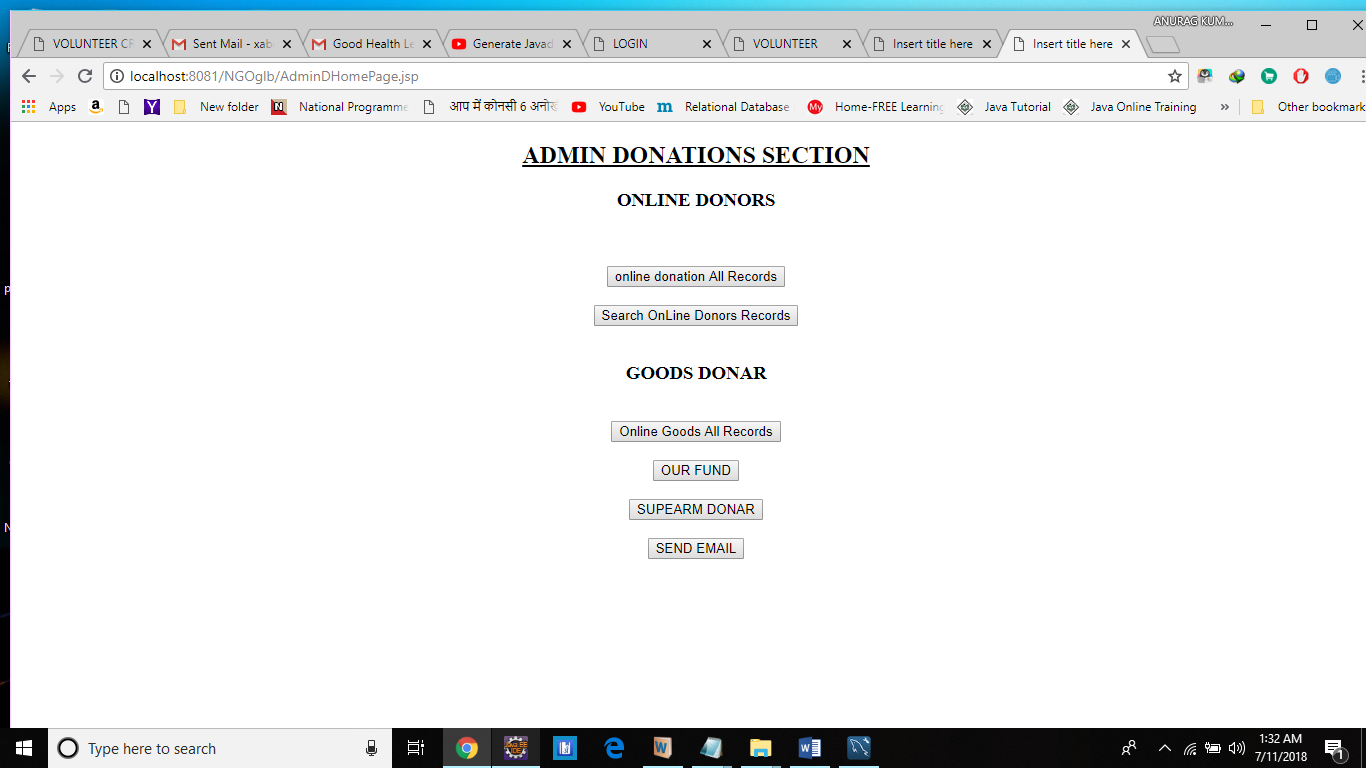 ANURAG KUM...
VOLUNTEER CR
Sent Mail - xab
Good Health Le
Generate Javad
LOGIN
VOLUNTEER
Insert title here
Insert title here
localhost:8081/NGOglb/AdminDHomePage.jsp
Apps
New folder
National Programme
आप में कोनसी 6 अनोख
YouTube
Relational Database
Home-FREE Learning
Java Tutorial
Java Online Training
»
Other bookmark
ADMIN DONATIONS SECTION
ONLINE DONORS
online donation All Records
Search OnLine Donors Records
GOODS DONAR
Online Goods All Records
OUR FUND
SUPEARM DONAR
SEND EMAIL
Type here to search
1:32 AM
7/11/2018
1